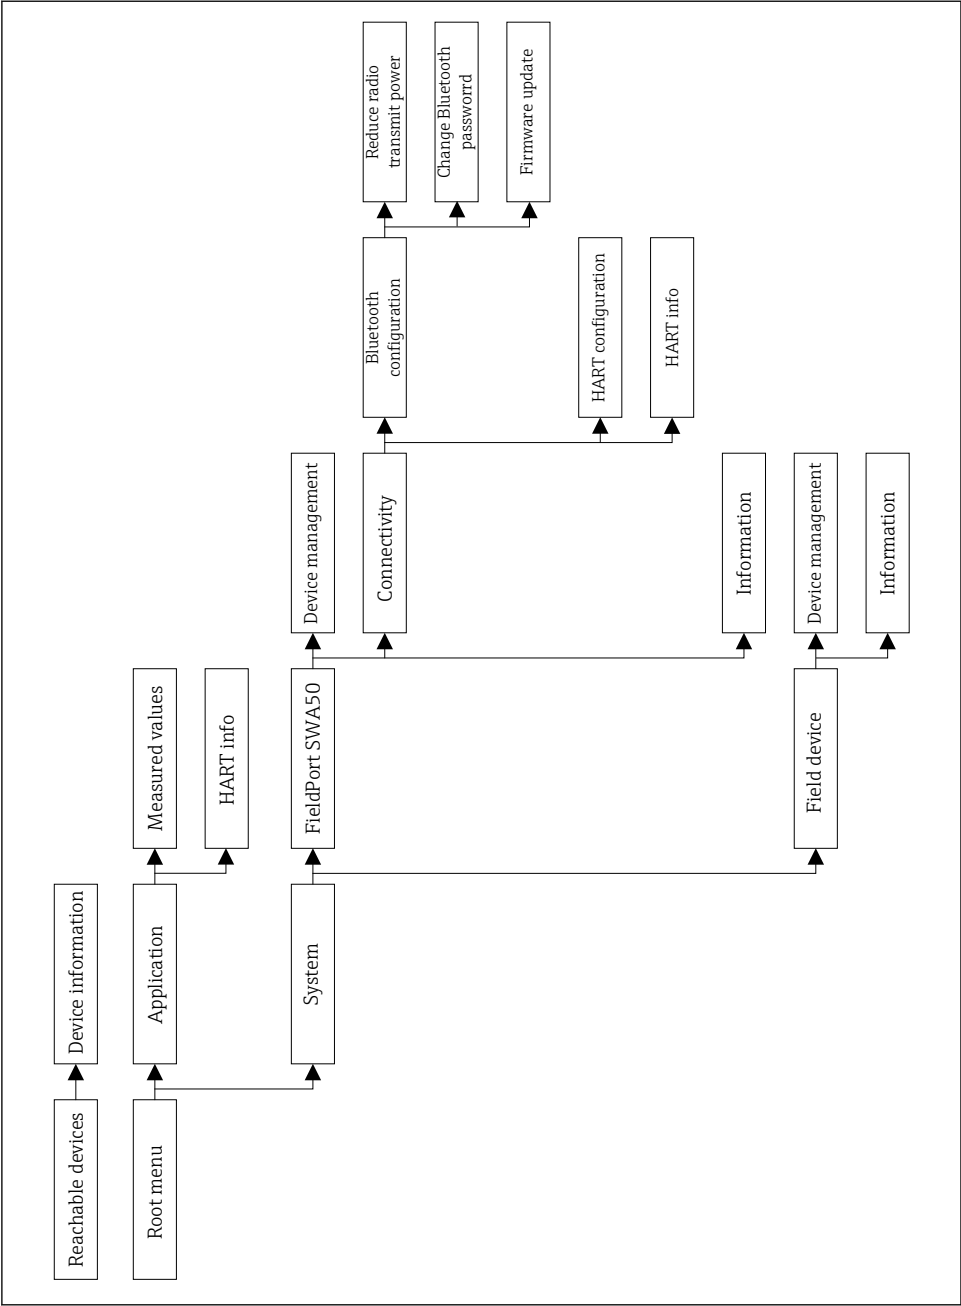 Reachable devices
Device information
Root menu
Application
Measured values
HART info
System
FieldPort SWA50
Device management
Connectivity
Bluetooth
configuration
Reduce radio
transmit power
Change Bluetooth
passworrd
Firmware update
HART configuration
HART info
Information
Field device
Device management
Information